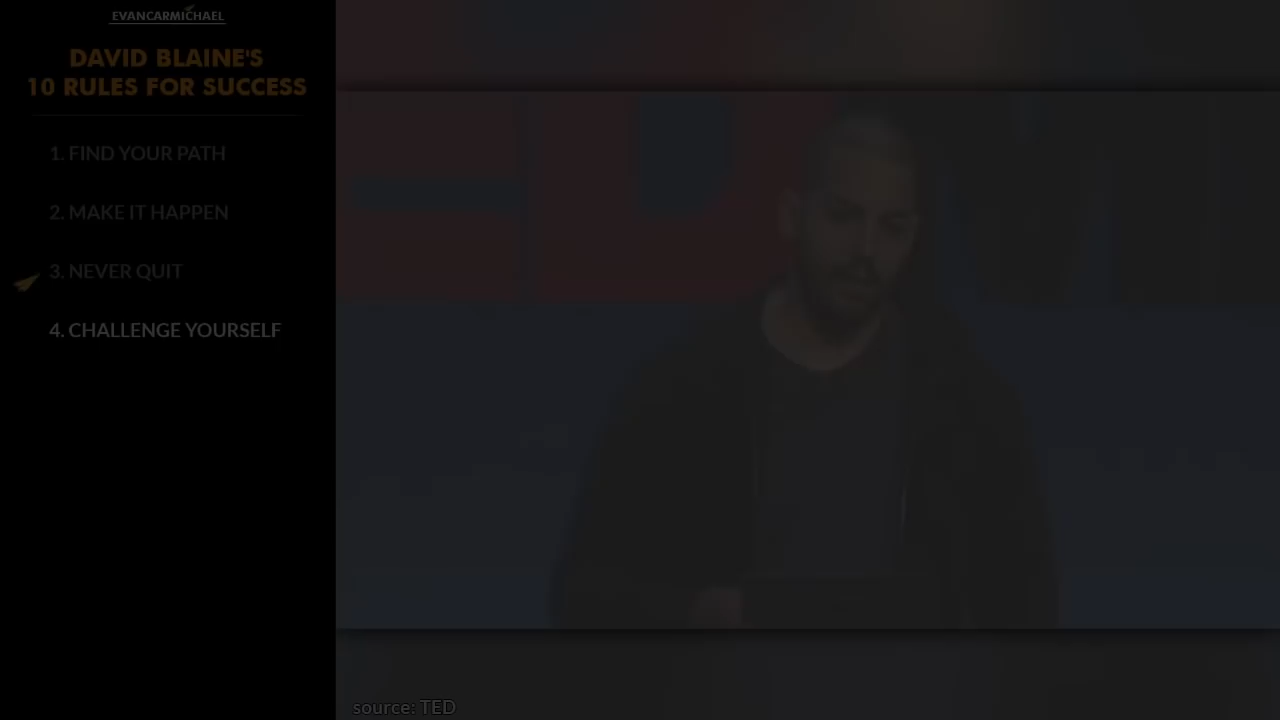 EVANCARMICHAEL
DAVID BLAINE'S
10 RULES FOR SUCCESS
1. FIND YOUR PATH
2. MAKE IT HAPPEN
3. NEVER QUIT
4. CHALLENGE YOURSELF
ED
source: TED